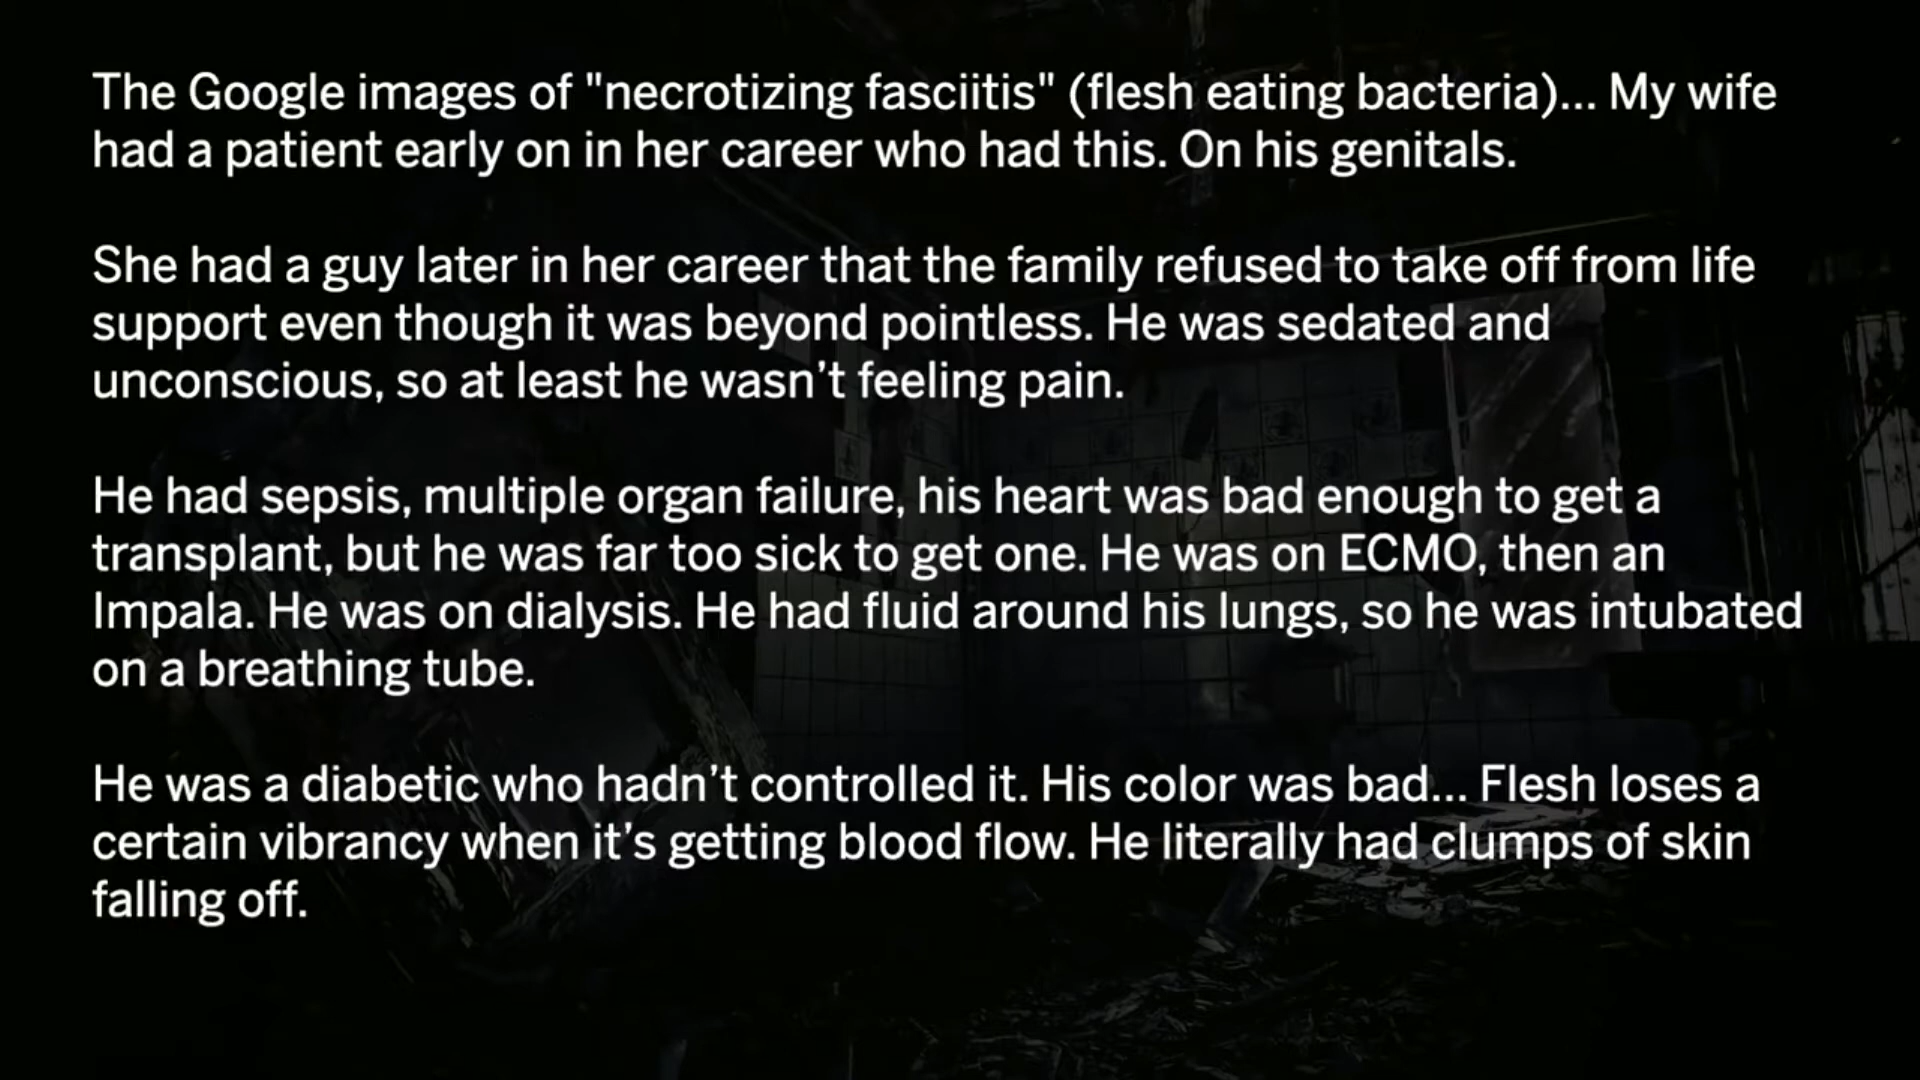 The Google images of "necrotizing fasciitis" (flesh eating bacteria)... My wife
had a patient early on in her career who had this. On his genitals.
She had a guy later in her career that the family refused to take off from life
support even though it was beyond pointless. He was sedated and
unconscious, so at least he wasn’t feeling pain.
He had sepsis, multiple organ failure, his heart was bad enough to get a
transplant, but he was far too sick to get one. He was on ECMO, then an
Impala. He was on dialysis. He had fluid around his lungs, so he was intubated
on a breathing tube.
He was a diabetic who hadn’t controlled it. His color was bad... Flesh loses a
certain vibrancy when it’s getting blood flow. He literally had clumps of skin
falling off.